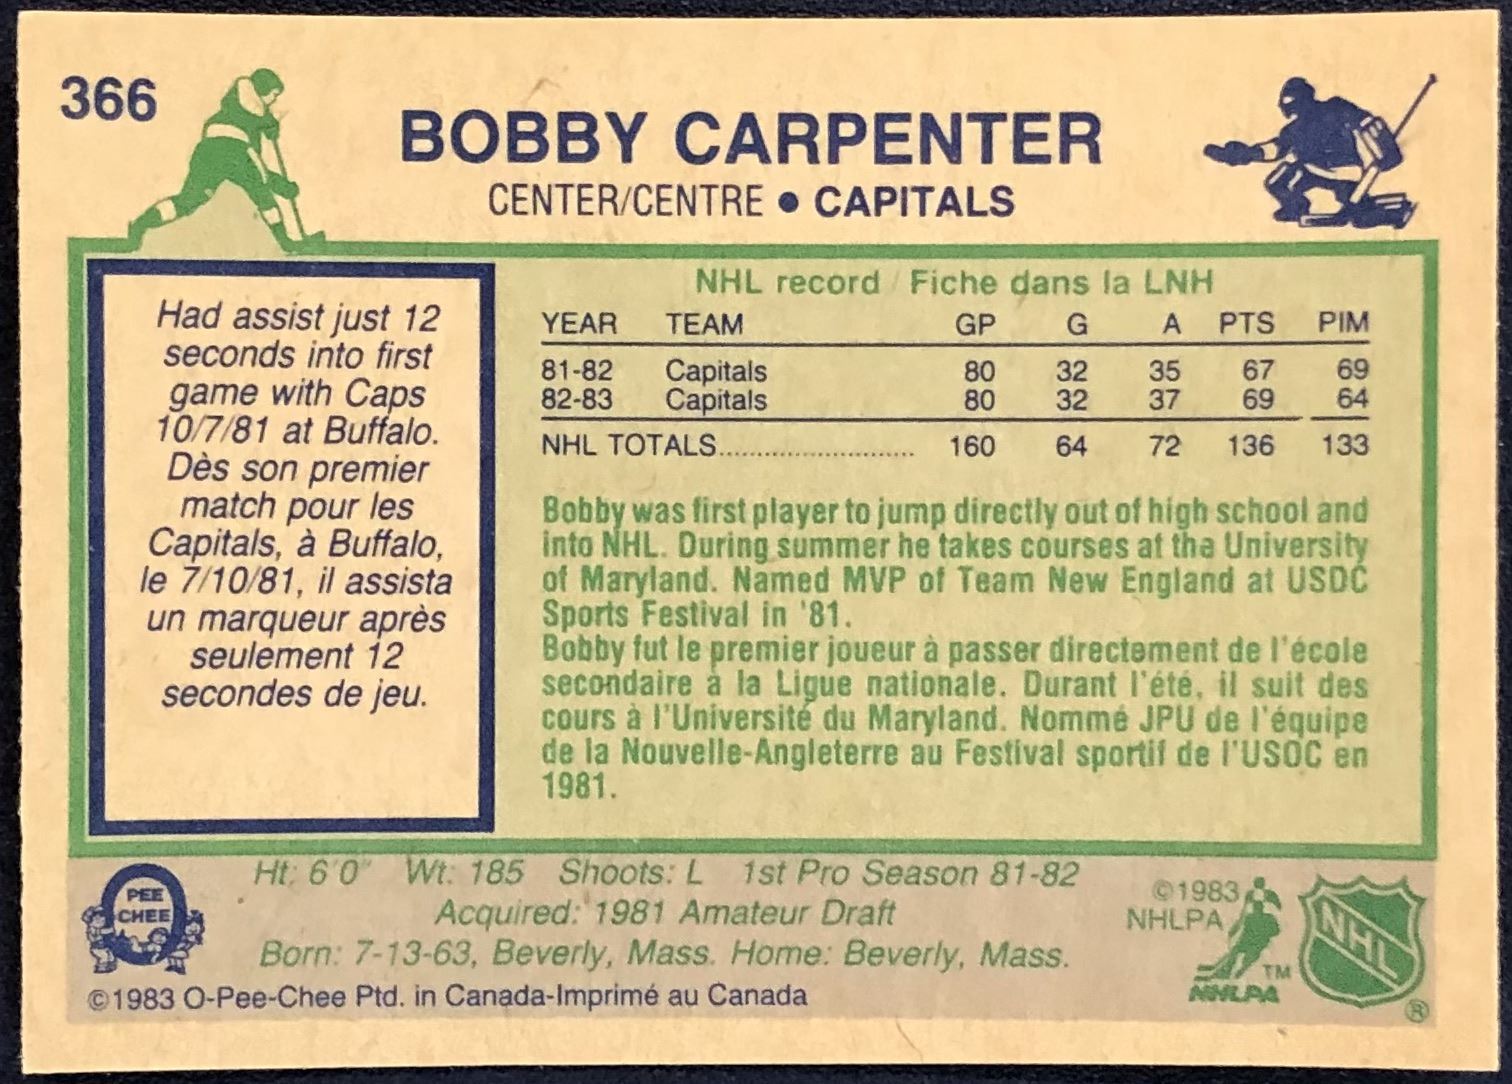 366
BOBBY CARPENTER
CENTER/CENTRE • CAPITALS
Had assist just 12
seconds into first
game with Caps
10/7/81 at Buffalo.
Dès son premier
match pour les
Capitals, à Buffalo,
le 7/10/81, il assista
un marqueur après
seulement 12
secondes de jeu.
NHL record / Fiche dans la LNH
YEAR TEAM GP G A PTS PIM
81-82 Capitals 80 32 35 67 69
82-83 Capitals 80 32 37 69 64
NHL TOTALS.......................... 160 64 72 136 133
Bobby was first player to jump directly out of high school and
into NHL. During summer he takes courses at the University
of Maryland. Named MVP of Team New England at USOC
Sports Festival in '81.
Bobby fut le premier joueur à passer directement de l'école
secondaire à la Ligue nationale. Durant l'été, il suit des
cours à l'Université du Maryland. Nommé JPU de l'équipe
de la Nouvelle-Angleterre au Festival sportif de l'USOC en
1981.
Ht: 6'0" Wt: 185 Shoots: L 1st Pro Season 81-82
Acquired: 1981 Amateur Draft
Born: 7-13-63, Beverly, Mass. Home: Beverly, Mass.
©1983 O-Pee-Chee Ptd. in Canada-Imprimé au Canada
O
PEE
CHEE
©1983
NHLPA
TM
NHLPA
NHL
®